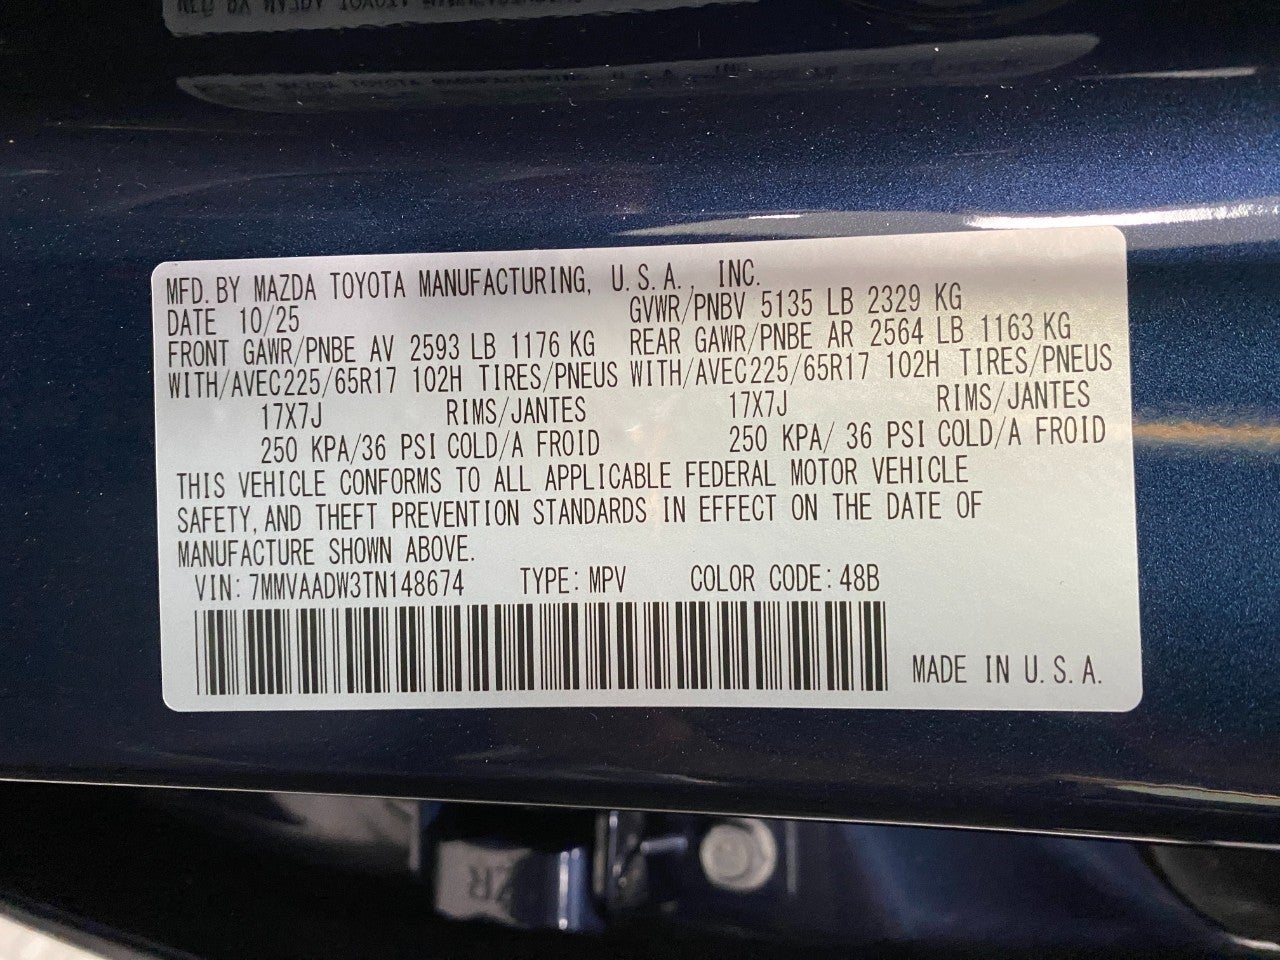 MFD. BY MAZDA TOYOTA MANUFACTURING, U.S.A., INC.
DATE 10/25 GVWR/PNBV 5135 LB 2329 KG
FRONT GAWR/PNBE AV 2593 LB 1176 KG REAR GAWR/PNBE AR 2564 LB 1163 KG
WITH/AVEC225/65R17 102H TIRES/PNEUS WITH/AVEC225/65R17 102H TIRES/PNEUS
17X7J RIMS/JANTES 17X7J RIMS/JANTES
250 KPA/36 PSI COLD/A FROID 250 KPA/ 36 PSI COLD/A FROID
THIS VEHICLE CONFORMS TO ALL APPLICABLE FEDERAL MOTOR VEHICLE
SAFETY, AND THEFT PREVENTION STANDARDS IN EFFECT ON THE DATE OF
MANUFACTURE SHOWN ABOVE.
VIN: 7MMVAADW3TN148674 TYPE: MPV COLOR CODE: 48B
MADE IN U.S.A.